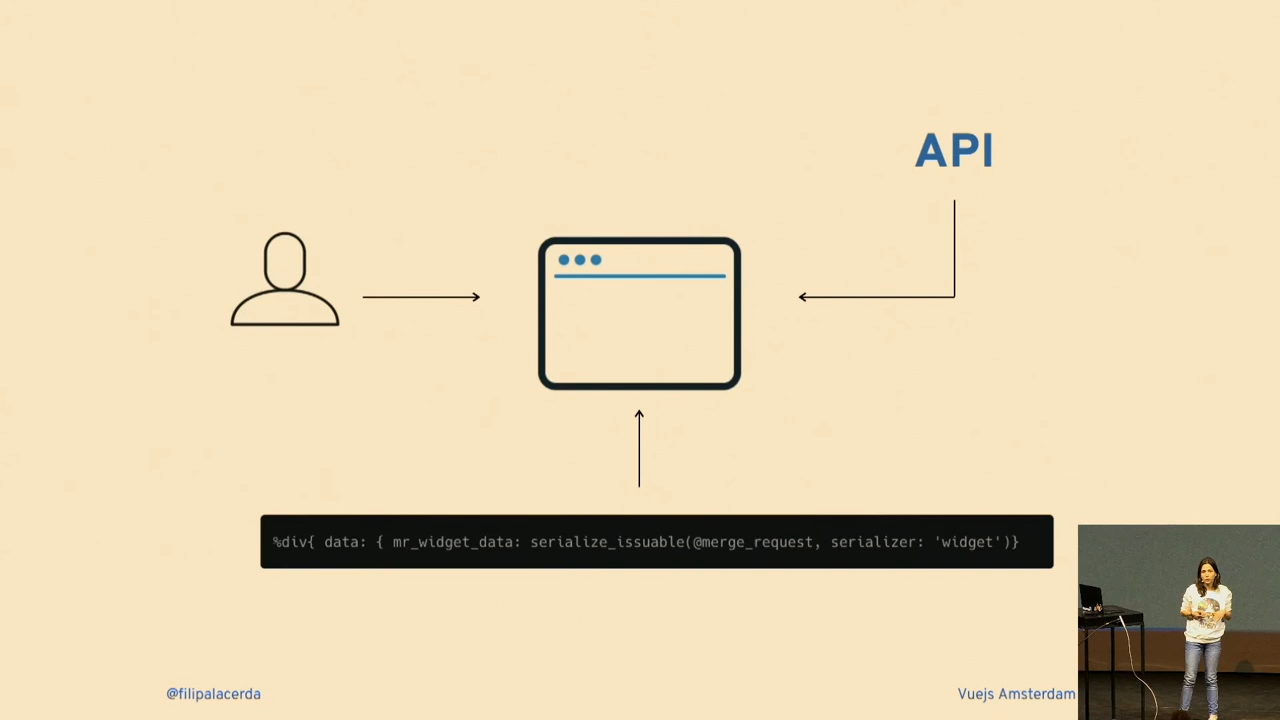 API
%div{ data: { mr_widget_data: serialize_issuable(@merge_request, serializer: 'widget')}
@filipalacerda
Vuejs Amsterdam